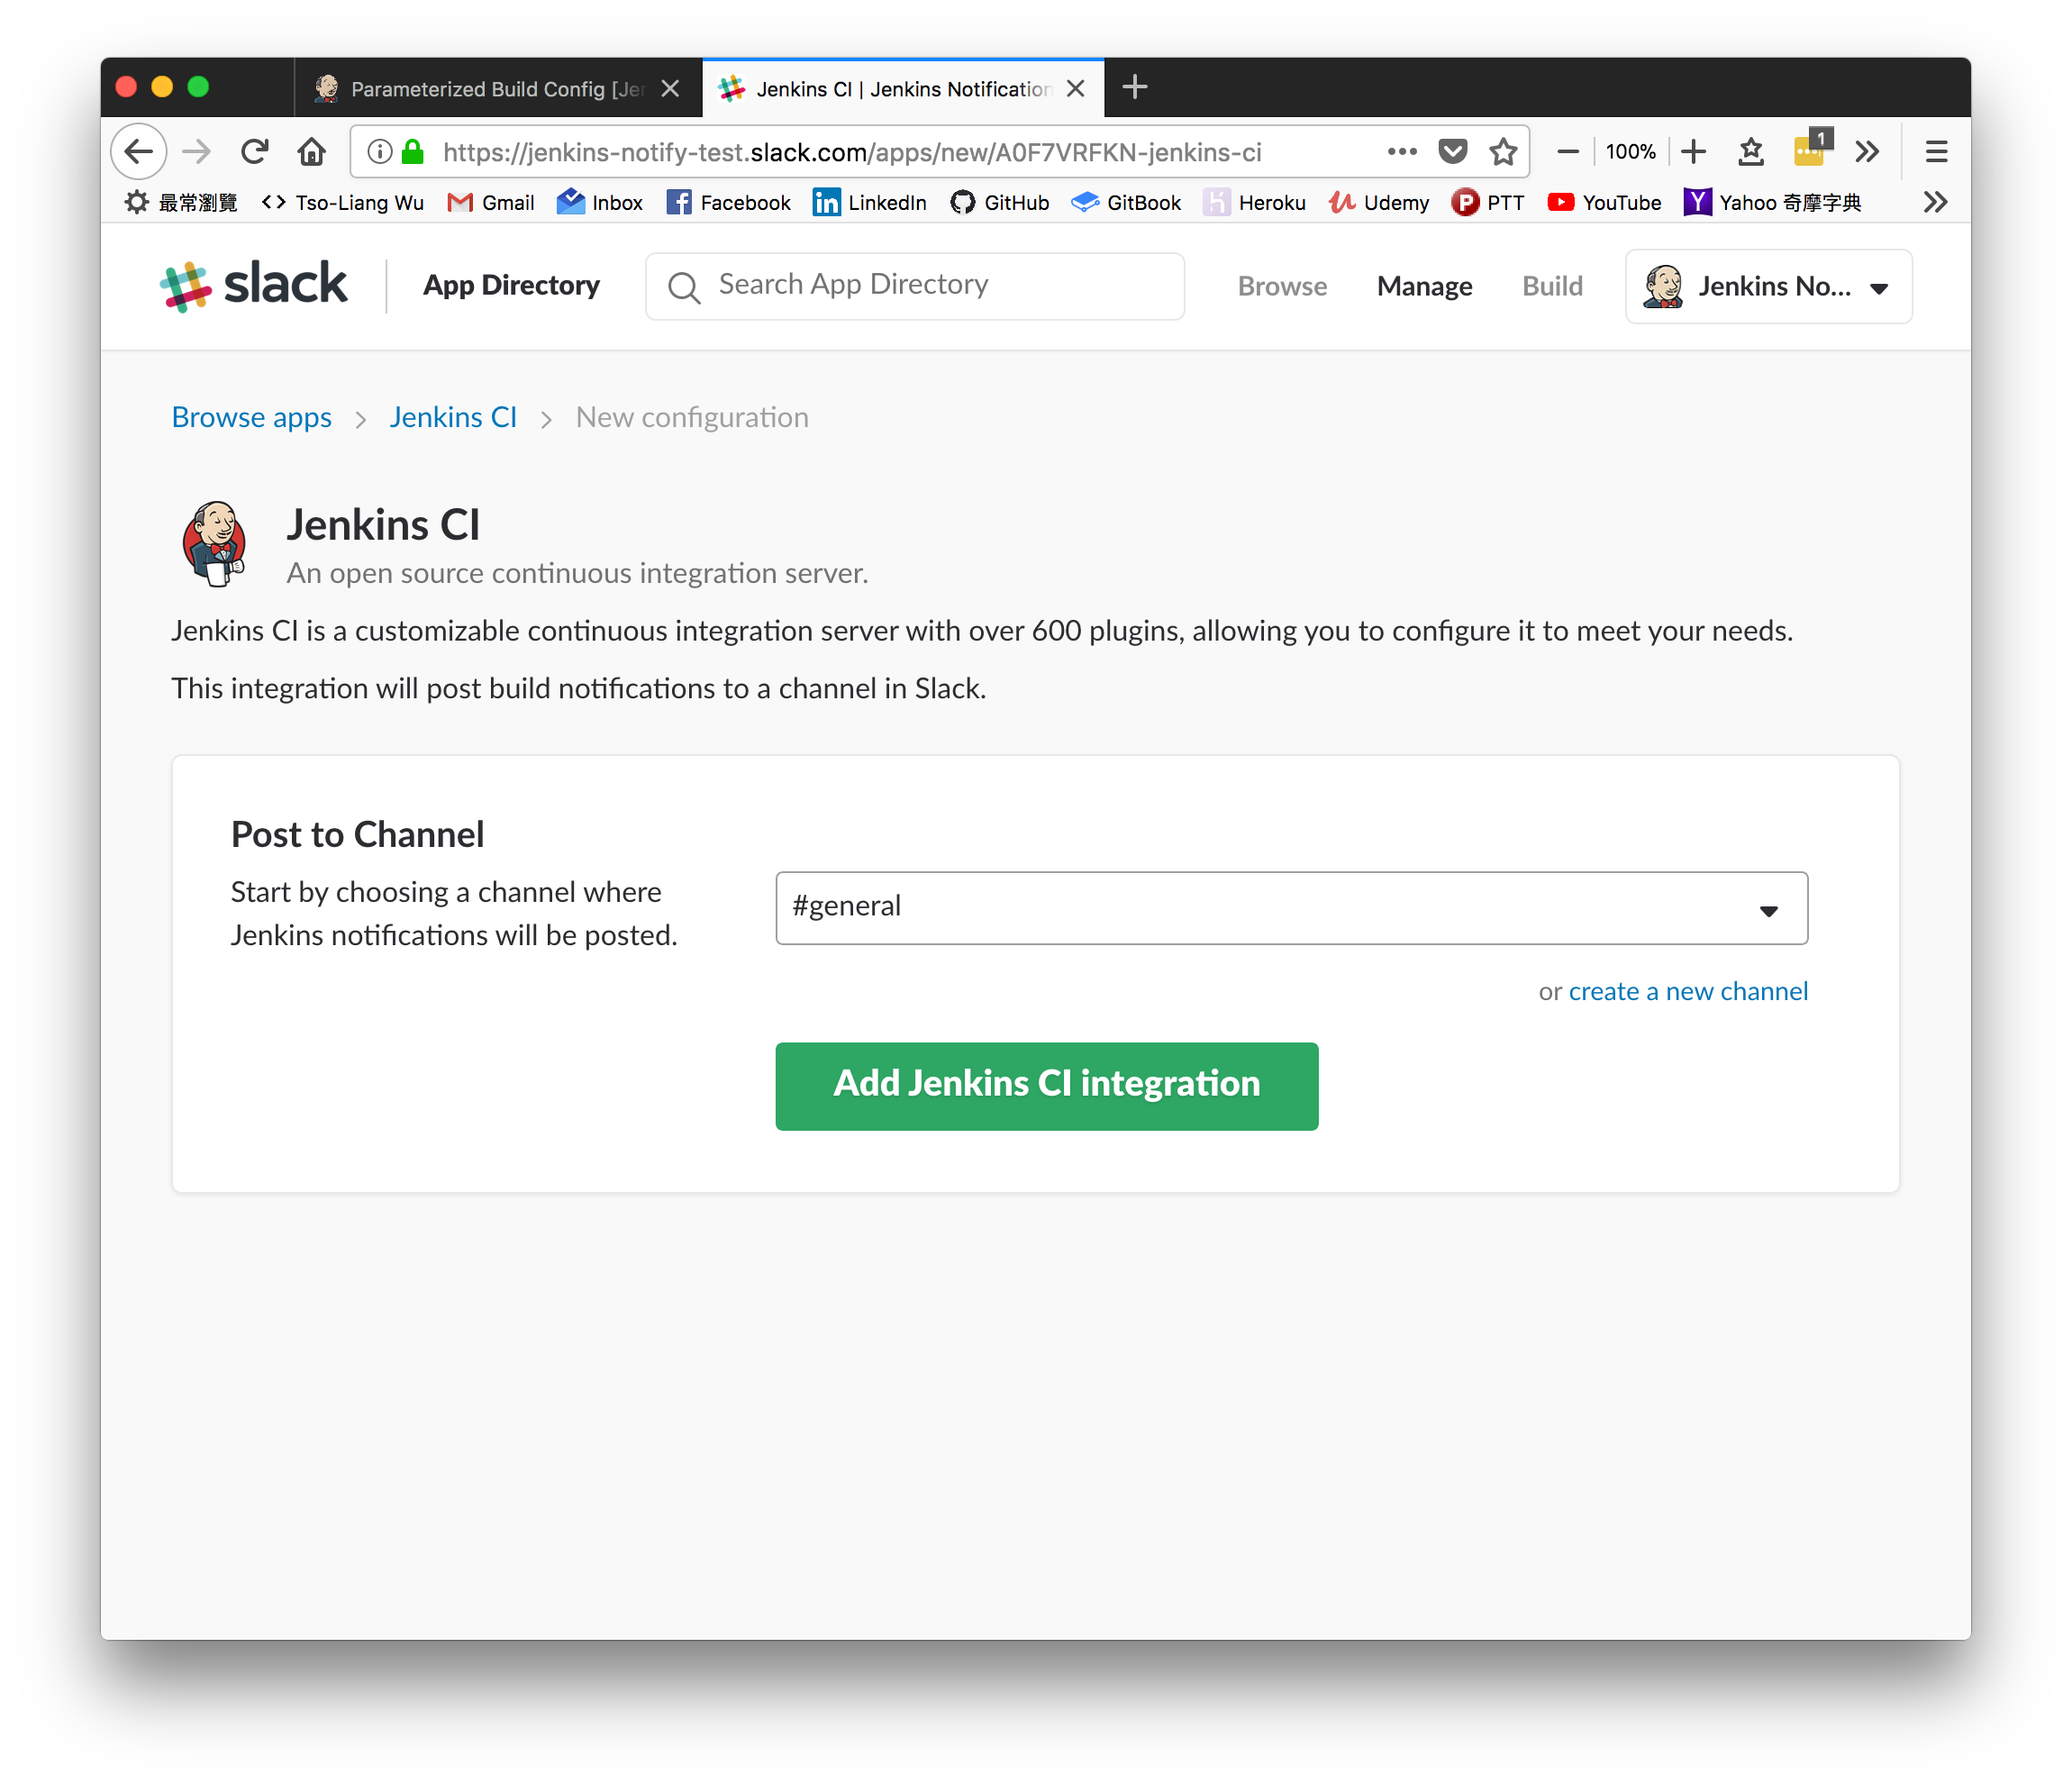 Parameterized Build Config [Jer
Jenkins CI | Jenkins Notification
https://jenkins-notify-test.slack.com/apps/new/A0F7VRFKN-jenkins-ci
100%
1
最常瀏覽 Tso-Liang Wu Gmail Inbox Facebook LinkedIn GitHub GitBook Heroku Udemy PTT YouTube Yahoo 奇摩字典
slack App Directory Search App Directory Browse Manage Build Jenkins No...
Browse apps > Jenkins CI > New configuration
Jenkins CI
An open source continuous integration server.
Jenkins CI is a customizable continuous integration server with over 600 plugins, allowing you to configure it to meet your needs.
This integration will post build notifications to a channel in Slack.
Post to Channel
Start by choosing a channel where
Jenkins notifications will be posted.
#general
or create a new channel
Add Jenkins CI integration